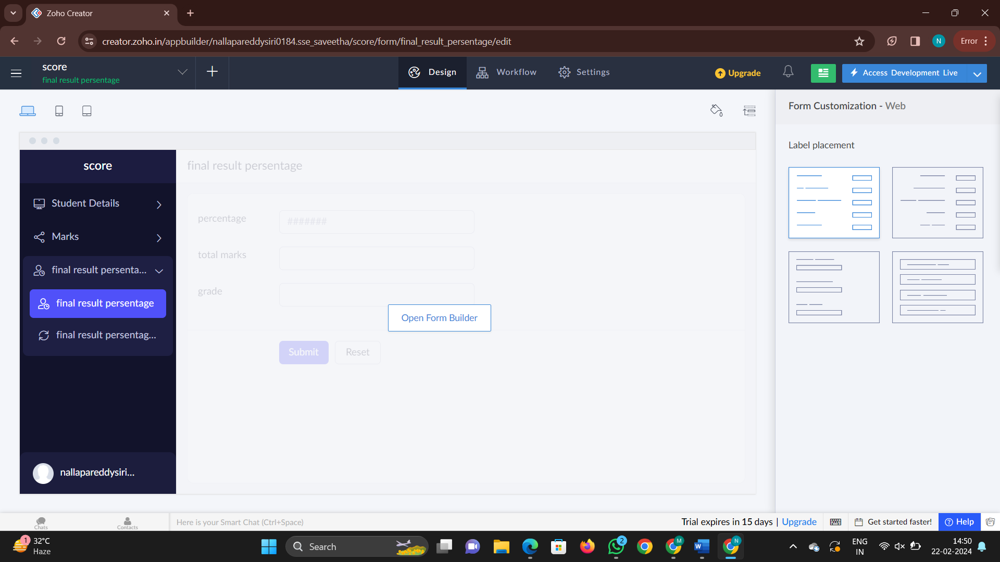 Zoho Creator
creator.zoho.in/appbuilder/nallapareddysiri0184.sse_saveetha/score/form/final_result_persentage/edit
N
Error
score
final result persentage
Design
Workflow
Settings
Upgrade
Access Development Live
Form Customization - Web
Label placement
score
final result persentage
Student Details
Marks
final result persenta...
final result persentage
final result persentag...
percentage
#######
total marks
grade
Open Form Builder
Submit
Reset
nallapareddysiri...
Chats
Contacts
Here is your Smart Chat (Ctrl+Space)
Trial expires in 15 days | Upgrade
Get started faster!
Help
1
32°C
Haze
Search
2
M
W
N
ENG
IN
14:50
22-02-2024